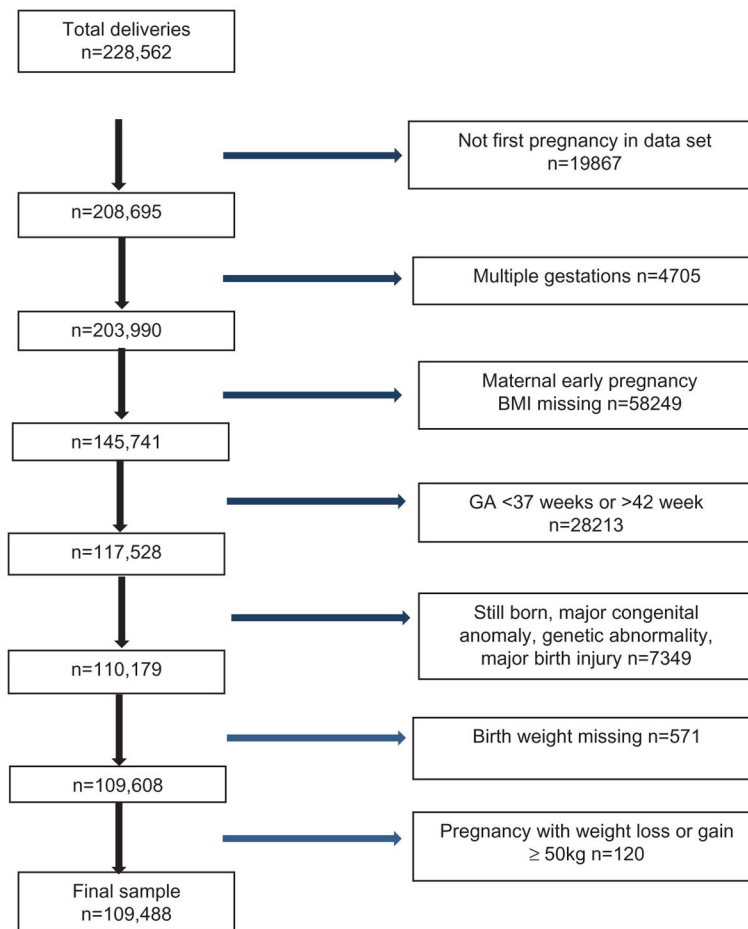 Total deliveries
n=228,562
Not first pregnancy in data set
n=19867
n=208,695
Multiple gestations n=4705
n=203,990
Maternal early pregnancy
BMI missing n=58249
n=145,741
GA <37 weeks or >42 week
n=28213
n=117,528
Still born, major congenital
anomaly, genetic abnormality,
major birth injury n=7349
n=110,179
Birth weight missing n=571
n=109,608
Pregnancy with weight loss or gain
≥ 50kg n=120
Final sample
n=109,488